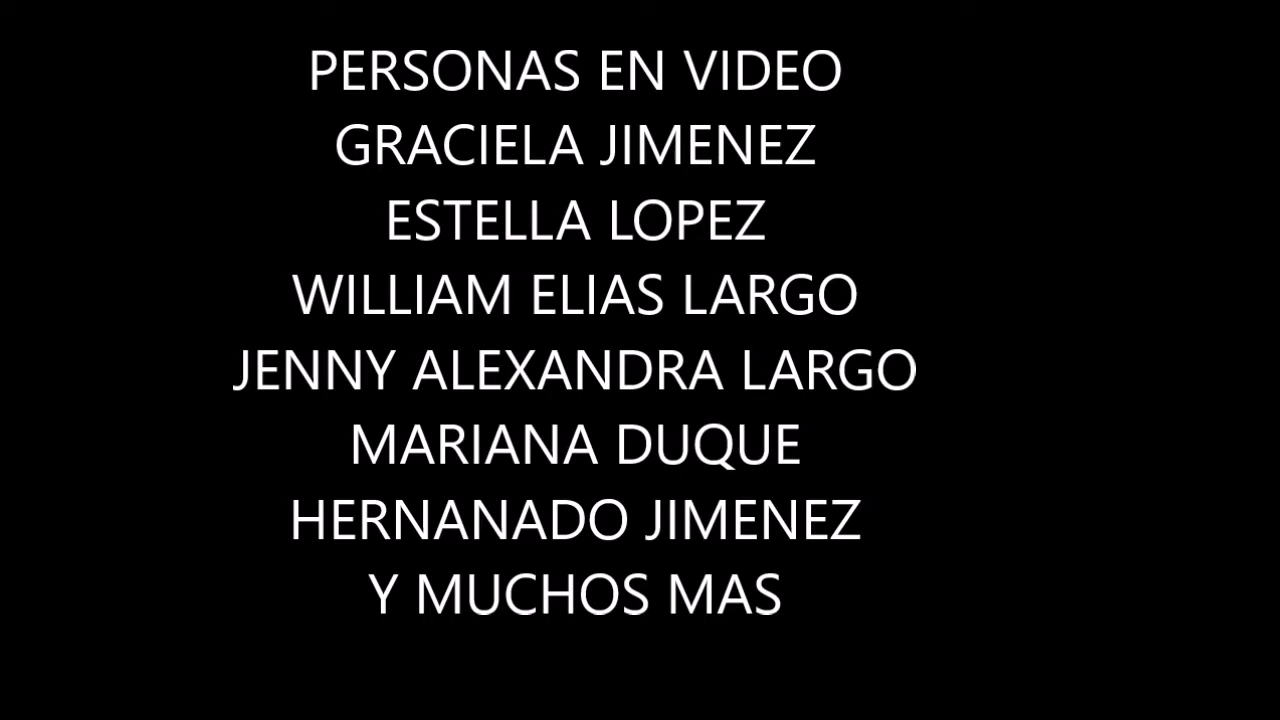 PERSONAS EN VIDEO
GRACIELA JIMENEZ
ESTELLA LOPEZ
WILLIAM ELIAS LARGO
JENNY ALEXANDRA LARGO
MARIANA DUQUE
HERNANADO JIMENEZ
Y MUCHOS MAS